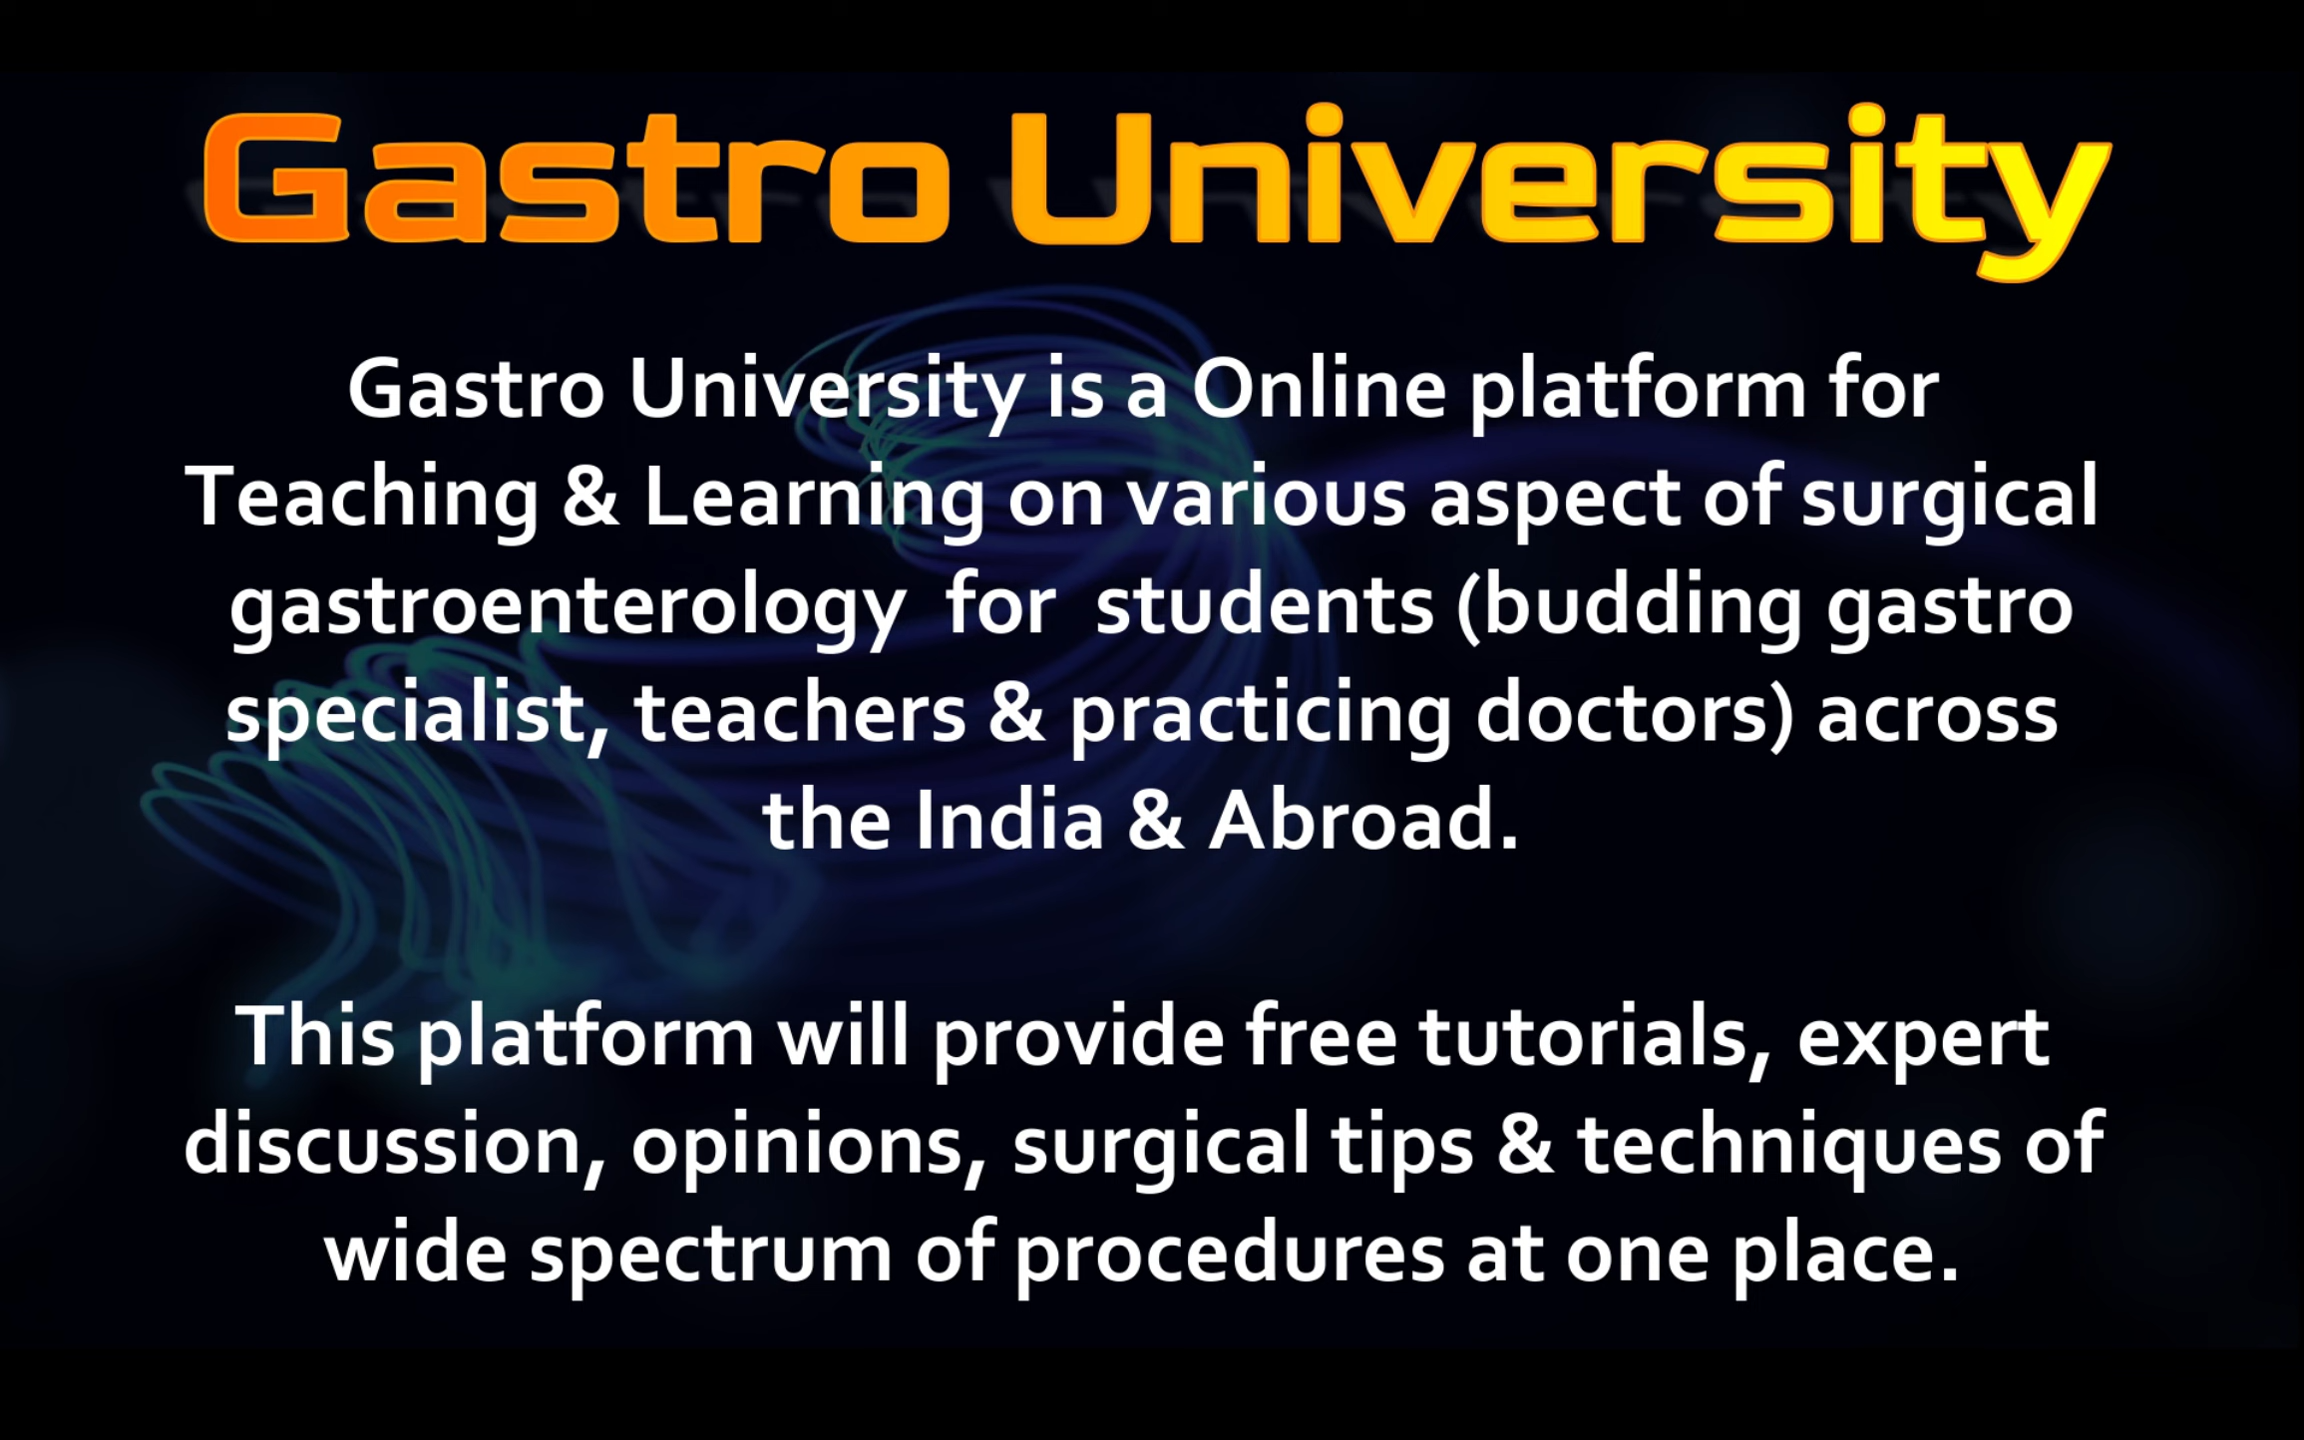 Gastro University
Gastro University is a Online platform for
Teaching & Learning on various aspect of surgical
gastroenterology for students (budding gastro
specialist, teachers & practicing doctors) across
the India & Abroad.
This platform will provide free tutorials, expert
discussion, opinions, surgical tips & techniques of
wide spectrum of procedures at one place.